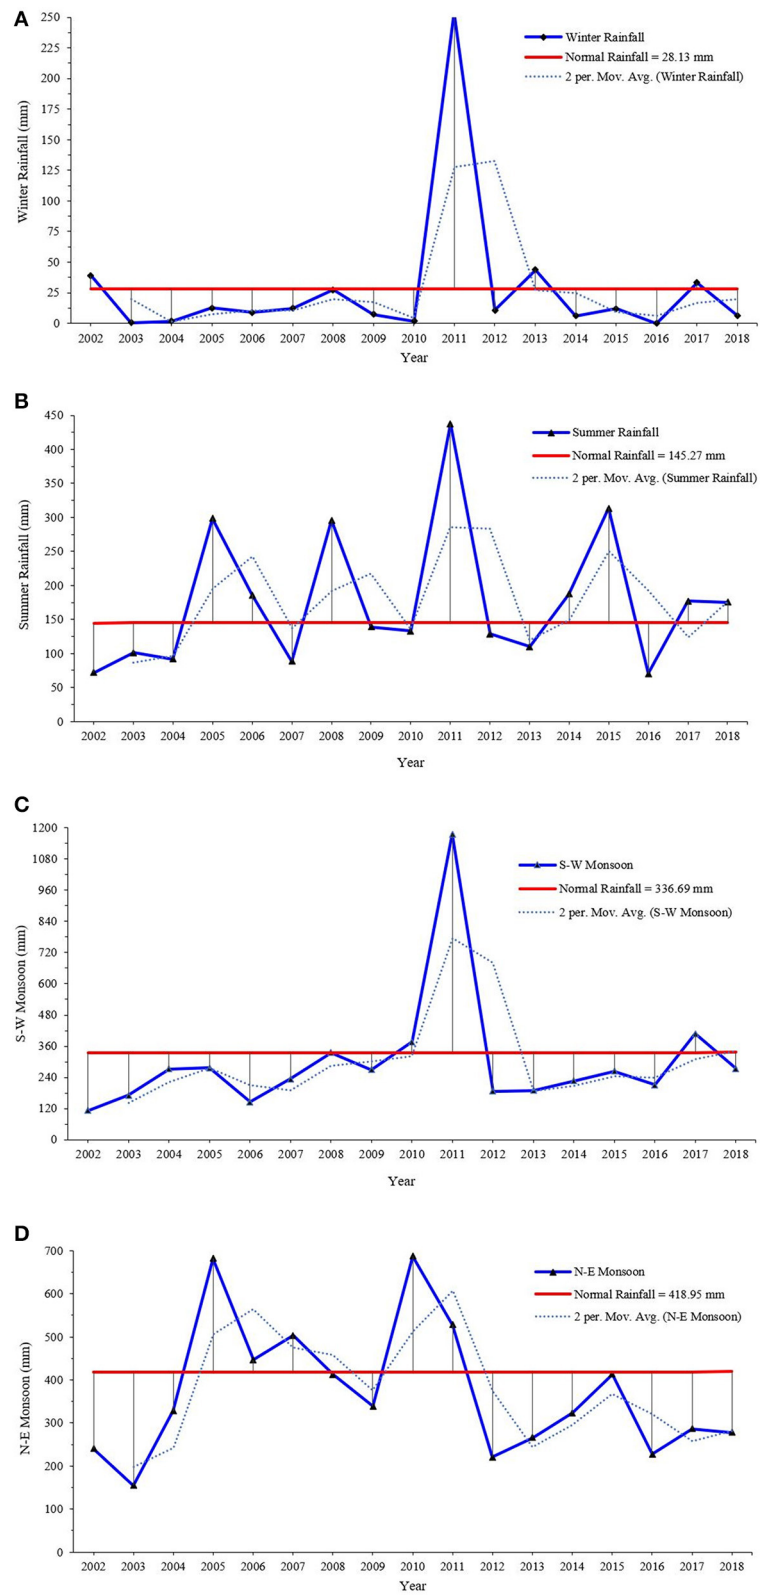 A
Winter Rainfall (mm)
250
225
200
175
150
125
100
75
50
25
0
Winter Rainfall
Normal Rainfall = 28.13 mm
2 per. Mov. Avg. (Winter Rainfall)
2002 2003 2004 2005 2006 2007 2008 2009 2010 2011 2012 2013 2014 2015 2016 2017 2018
Year
B
Summer Rainfall (mm)
450
400
350
300
250
200
150
100
50
0
Summer Rainfall
Normal Rainfall = 145.27 mm
2 per. Mov. Avg. (Summer Rainfall)
2002 2003 2004 2005 2006 2007 2008 2009 2010 2011 2012 2013 2014 2015 2016 2017 2018
Year
C
S-W Monsoon (mm)
1200
1080
960
840
720
600
480
360
240
120
0
S-W Monsoon
Normal Rainfall = 336.69 mm
2 per. Mov. Avg. (S-W Monsoon)
2002 2003 2004 2005 2006 2007 2008 2009 2010 2011 2012 2013 2014 2015 2016 2017 2018
Year
D
N-E Monsoon (mm)
700
600
500
400
300
200
100
0
N-E Monsoon
Normal Rainfall = 418.95 mm
2 per. Mov. Avg. (N-E Monsoon)
2002 2003 2004 2005 2006 2007 2008 2009 2010 2011 2012 2013 2014 2015 2016 2017 2018
Year